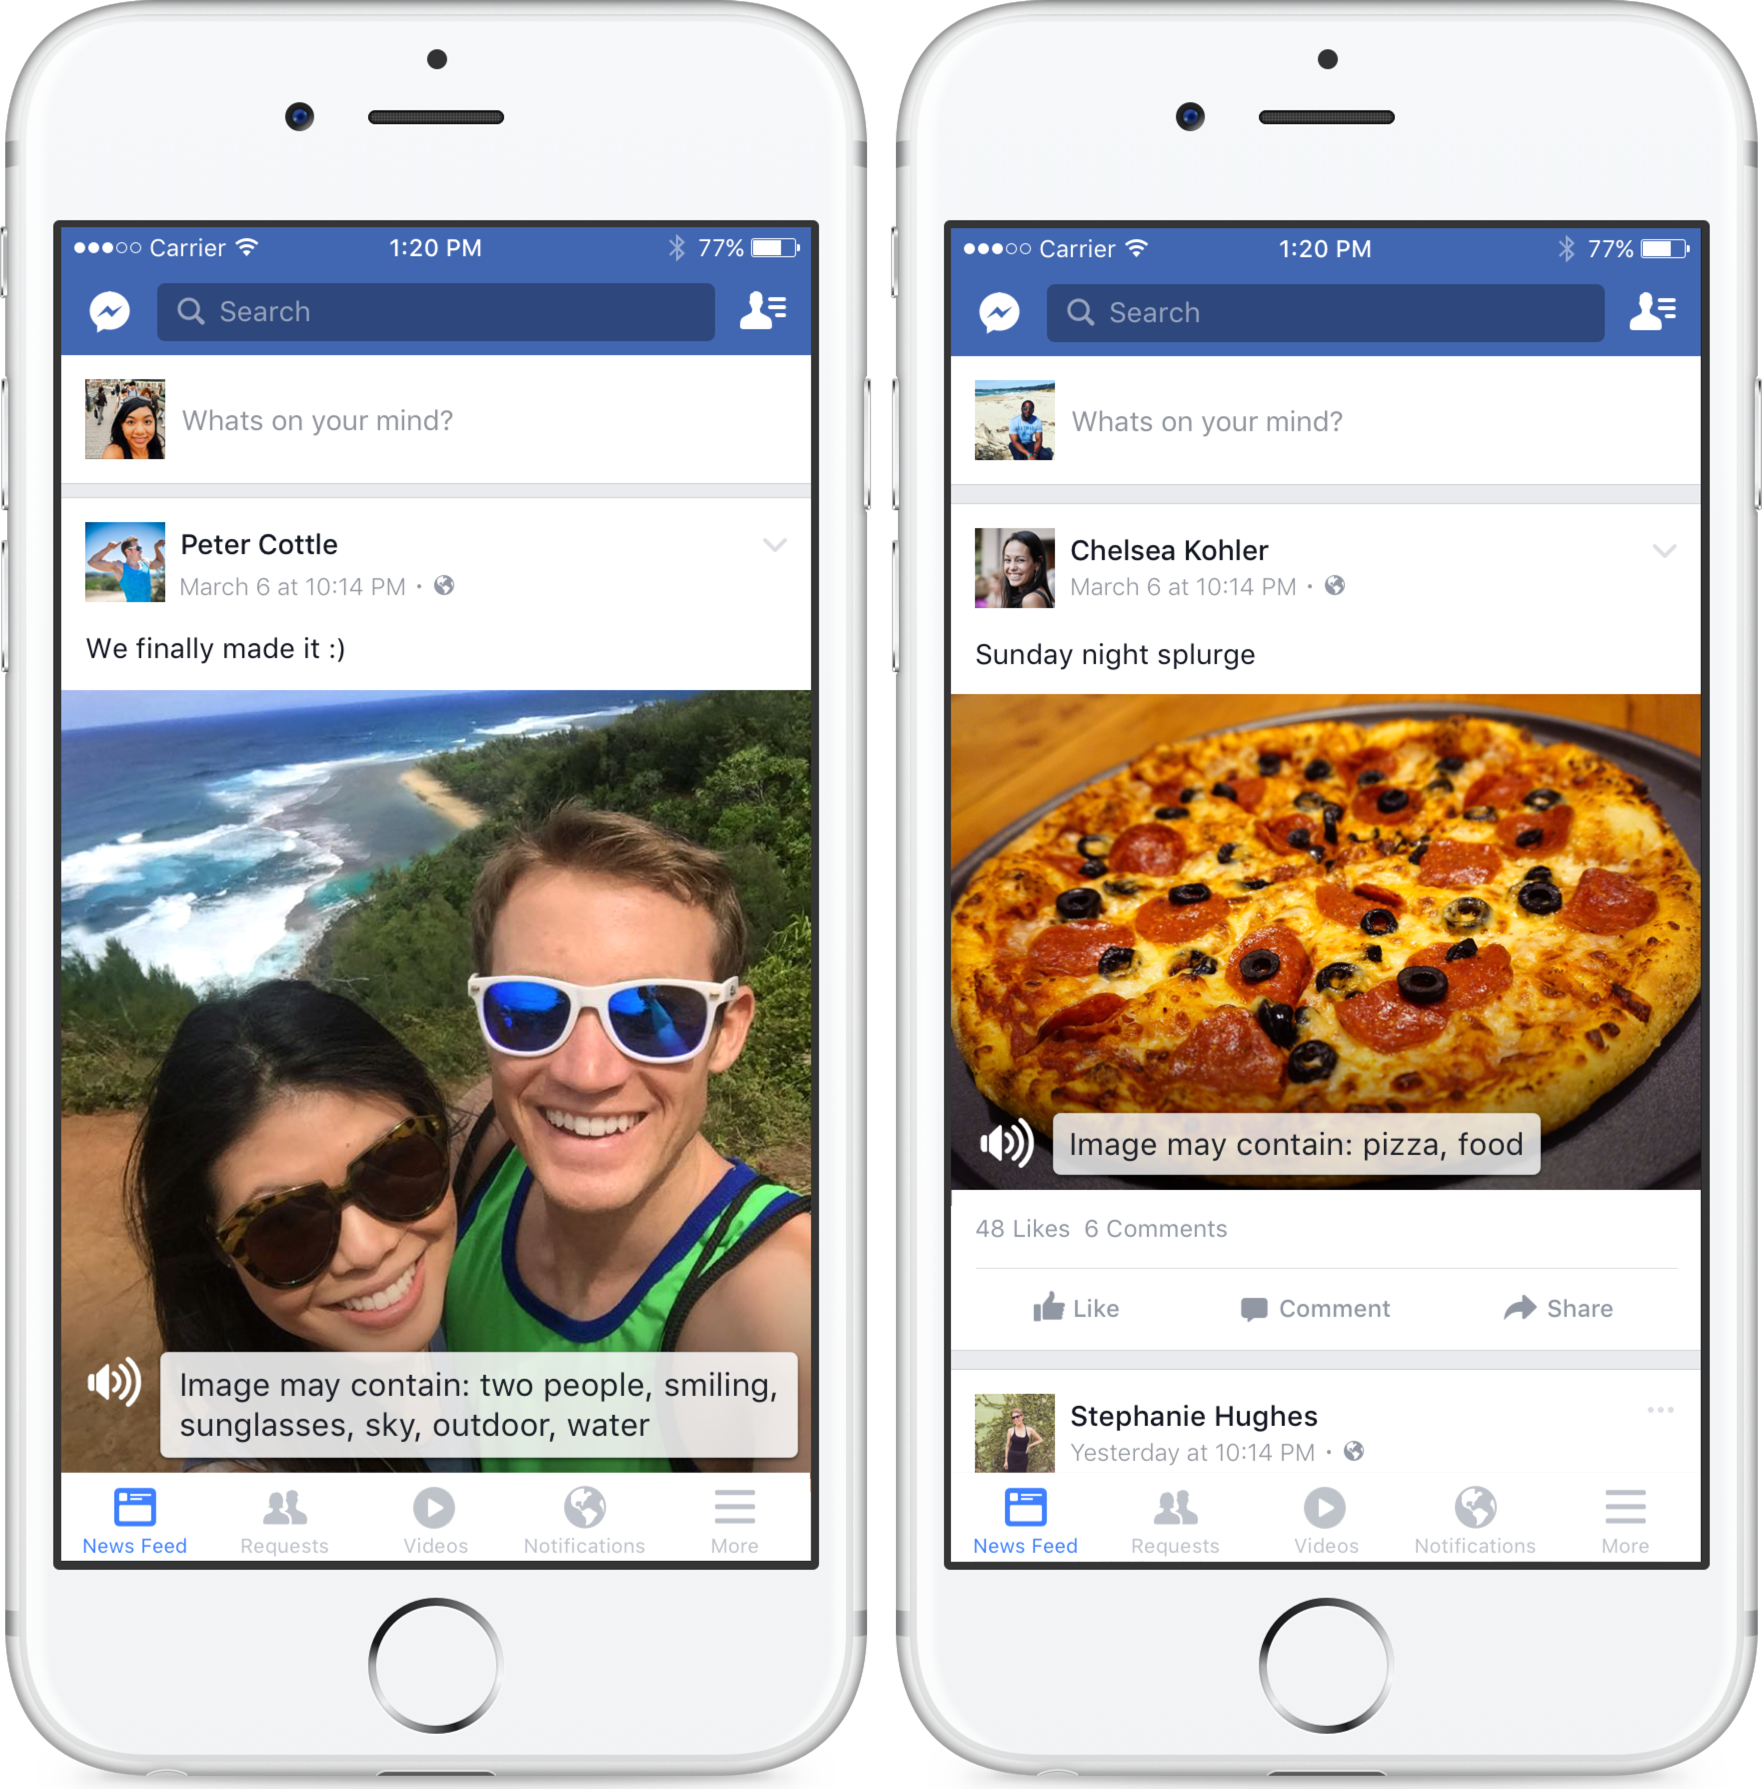 Carrier 1:20 PM 77%
Search
Whats on your mind?
Peter Cottle
March 6 at 10:14 PM ·
We finally made it :)
Image may contain: two people, smiling,
sunglasses, sky, outdoor, water
News Feed Requests Videos Notifications More
Carrier 1:20 PM 77%
Search
Whats on your mind?
Chelsea Kohler
March 6 at 10:14 PM ·
Sunday night splurge
Image may contain: pizza, food
48 Likes 6 Comments
Like Comment Share
Stephanie Hughes
Yesterday at 10:14 PM ·
News Feed Requests Videos Notifications More